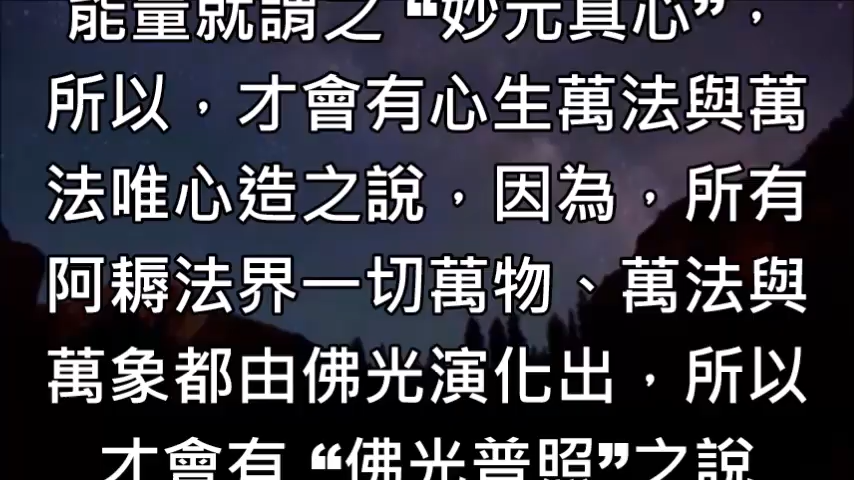 能量就謂之 “妙元真心”，
所以，才會有心生萬法與萬
法唯心造之說，因為，所有
阿耨法界一切萬物、萬法與
萬象都由佛光演化出，所以
才會有 “佛光普照”之說